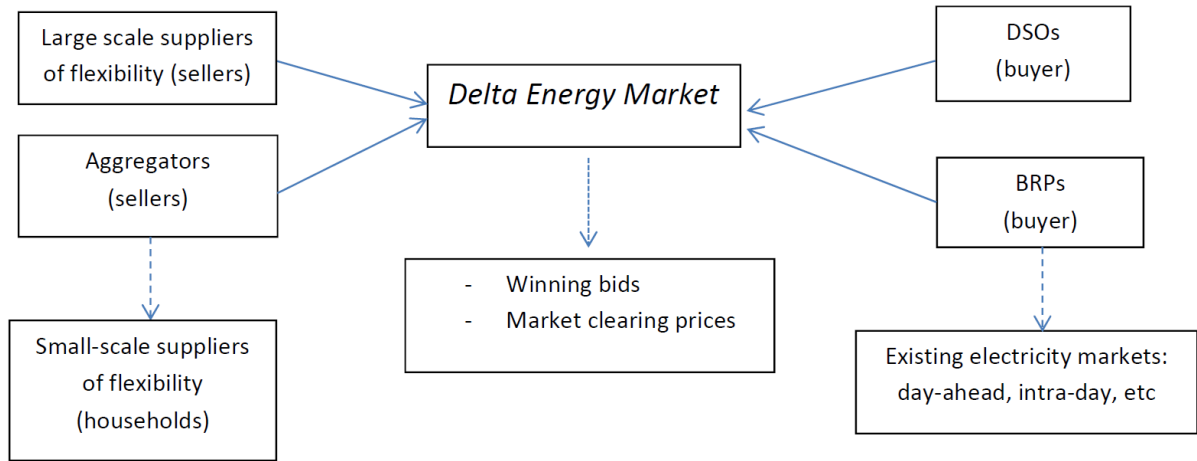 Large scale suppliers
of flexibility (sellers)
Aggregators
(sellers)
Small-scale suppliers
of flexibility
(households)
Delta Energy Market
- Winning bids
- Market clearing prices
DSOs
(buyer)
BRPs
(buyer)
Existing electricity markets:
day-ahead, intra-day, etc